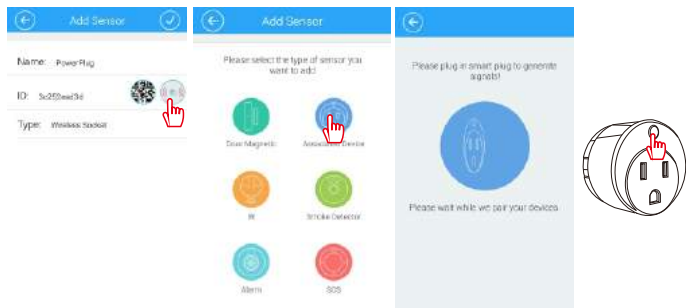 Add Sensor
Name: PowerPlug
ID:
Type: Wireless Socket
Add Sensor
Please select the type of sensor you
want to add
Door Magnetic
Associated Device
IR
Smoke Detector
Alarm
SOS
Please plug in smart plug to generate
signals!
Please wait while we pair your devices.